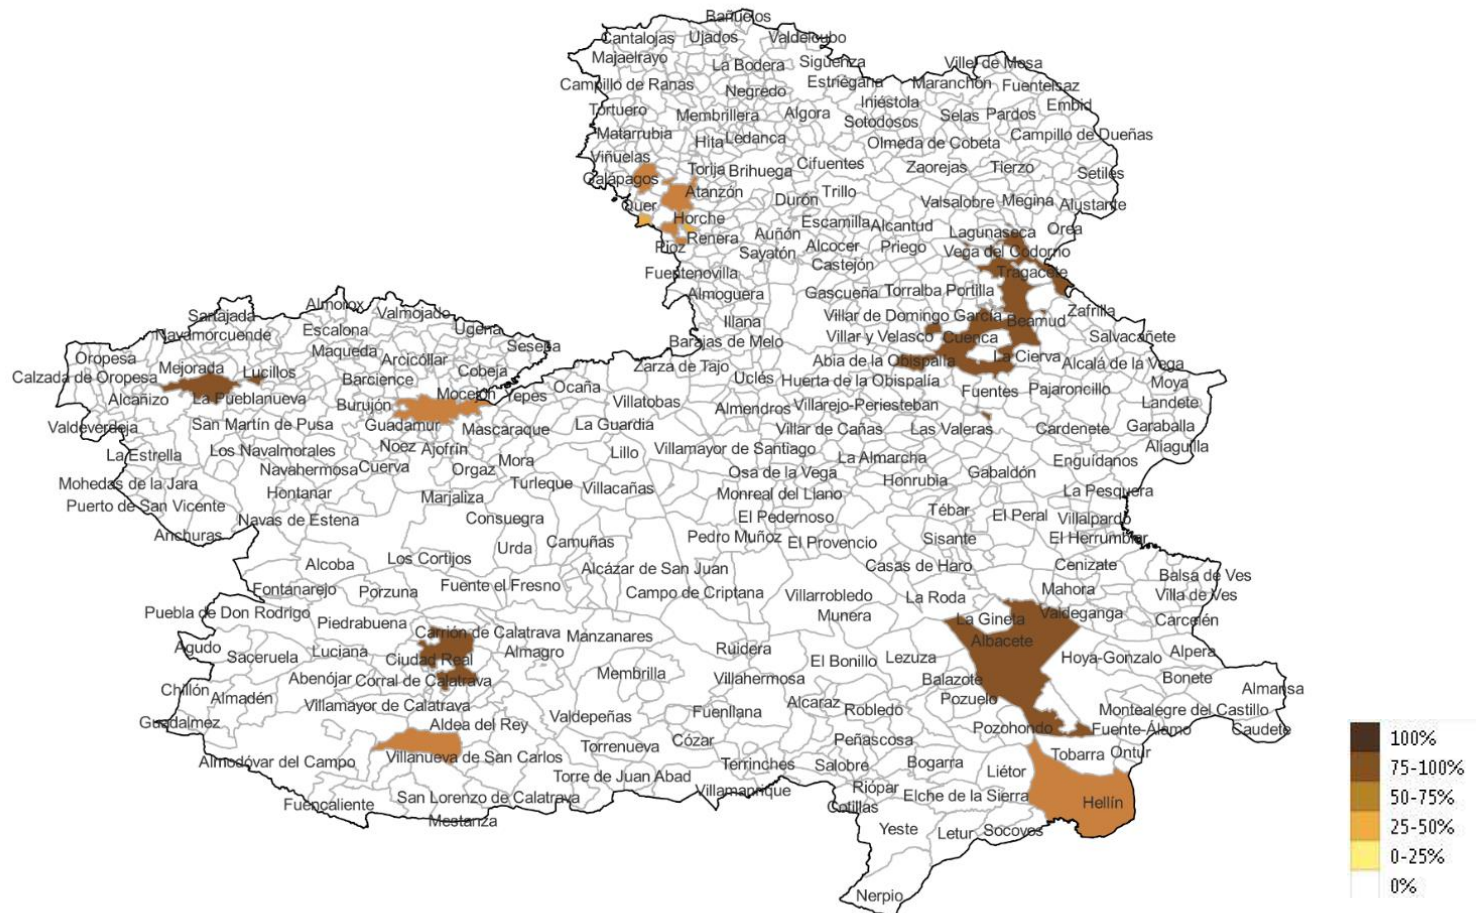 Bañuelos
Cantalojas Ujados Valdelcubo
Majaelrayo La Bodera Sigüenza Villel de Mesa
Campillo de Ranas Negredo Estriégana Maranchón Fuentelsaz
Tortuero Membrillera Algora Iniéstola Selas Pardos Embid
Matarrubia Hita Ledanca Sotodosos Olmeda de Cobeta Campillo de Dueñas
Viñuelas Torija Brihuega Cifuentes Zaorejas Tierzo Setiles
Galápagos Atanzón Durón Trillo Valsalobre Megina Alustante
Quer Horche Escamilla Alcantud Lagunaseca Orea
Pioz Renera Auñón Alcocer Priego Vega del Codorno
Sayatón Castejón Tragacete
Fuentenovilla
Almoguera Gascueña Torralba Portilla
Almorox Valmojado Illana Villar de Domingo García Beamud Zafrilla
Sartajada Escalona Ugena Villar y Velasco Cuenca Salvacañete
Navamorcuende Maqueda Seseña Barajas de Melo
Oropesa Mejorada Arcicóllar Zarza de Tajo Abia de la Obispalía La Cierva Alcalá de la Vega
Calzada de Oropesa Lucillos Barcience Cobeja Ocaña Uclés Huerta de la Obispalía Fuentes Pajaroncillo Moya
Alcañizo La Pueblanueva Burujón Mocejón Yepes Villatobas Almendros Villarejo-Periesteban Landete
Valdeverdeja San Martín de Pusa Guadamur Mascaraque La Guardia Villar de Cañas Las Valeras Cardenete Garaballa
La Estrella Los Navalmorales Noez Ajofrín Lillo Villamayor de Santiago La Almarcha Aliaguilla
Navahermosa Cuerva Orgaz Mora Osa de la Vega Gabaldón Enguídanos
Mohedas de la Jara Hontanar Marjaliza Turleque Villacañas Monreal del Llano Honrubia La Pesquera
Puerto de San Vicente Navas de Estena Consuegra El Pedernoso Tébar El Peral Villalpardo
Anchuras Urda Camuñas Pedro Muñoz El Provencio Sisante El Herrumblar
Alcoba Los Cortijos Alcázar de San Juan Casas de Haro Cenizate Balsa de Ves
Fontanarejo Porzuna Fuente el Fresno Campo de Criptana Villarrobledo La Roda Mahora Villa de Ves
Puebla de Don Rodrigo Piedrabuena Munera La Gineta Valdeganga Carcelén
Agudo Luciana Carrión de Calatrava Manzanares Ruidera Albacete
Saceruela Ciudad Real Almagro El Bonillo Lezuza Hoya-Gonzalo Alpera
Chillón Abenójar Corral de Calatrava Membrilla Villahermosa Balazote Bonete Almansa
Almadén Villamayor de Calatrava Alcaraz Robledo Pozuelo Montealegre del Castillo
Guadalmez Aldea del Rey Valdepeñas Fuenllana Pozohondo Fuente-Álamo Caudete
Almodóvar del Campo Villanueva de San Carlos Torrenueva Cózar Peñascosa Tobarra Ontur
Torre de Juan Abad Terrinches Salobre Bogarra Liétor
Fuencaliente San Lorenzo de Calatrava Villamanrique Riópar Elche de la Sierra Hellín
Mestanza Cotillas
Yeste Letur Socovos
Nerpio
100%
75-100%
50-75%
25-50%
0-25%
0%